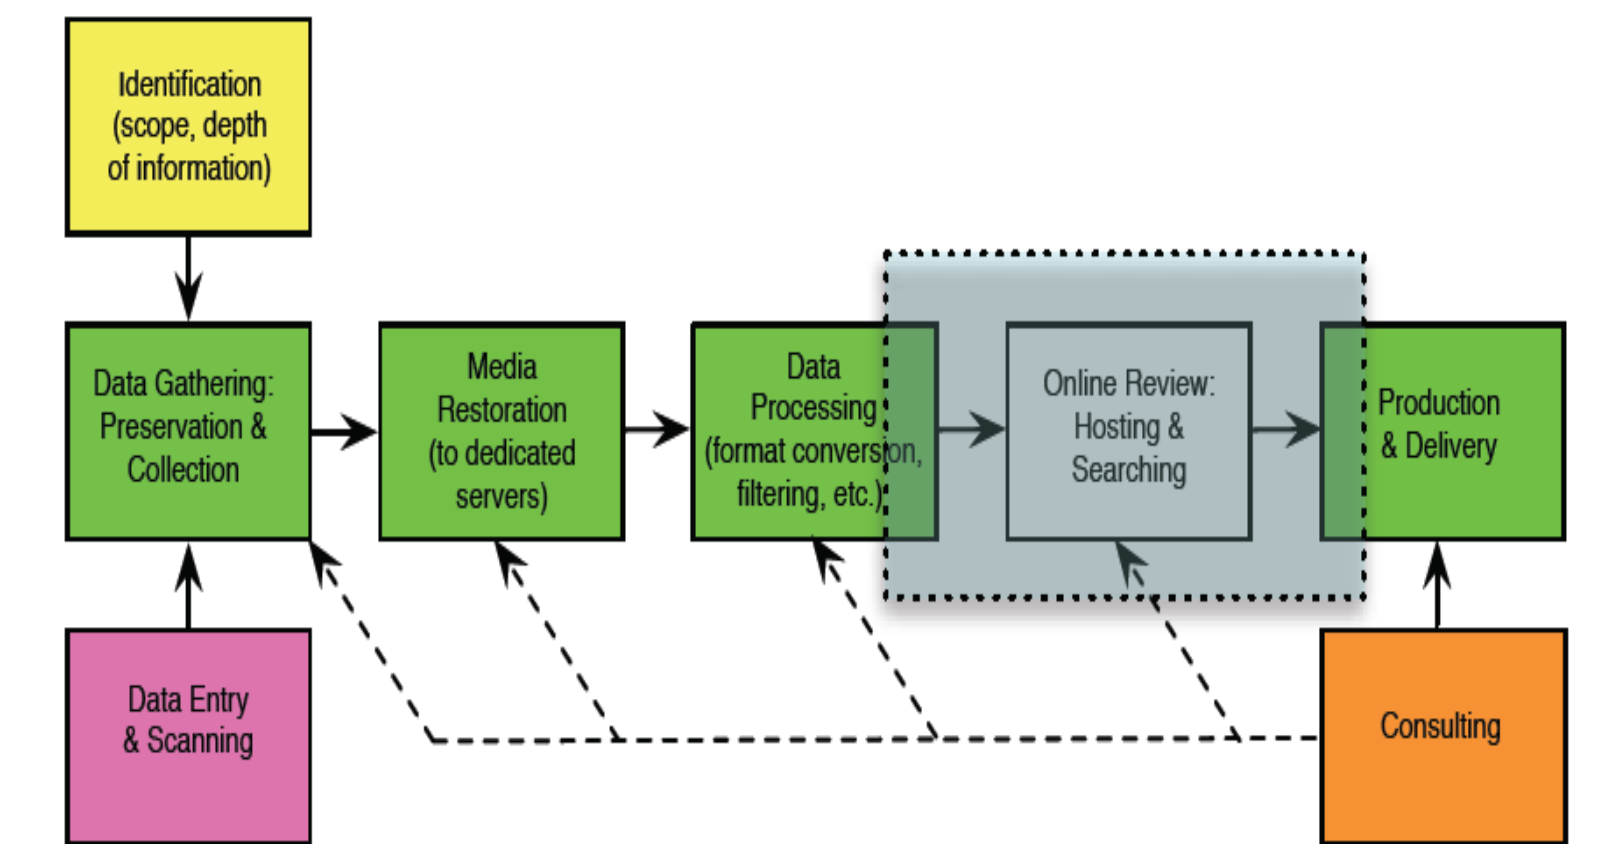 Identification
(scope, depth
of information)
Data Gathering:
Preservation &
Collection
Media
Restoration
(to dedicated
servers)
Data
Processing
(format conversion,
filtering, etc.)
Online Review:
Hosting &
Searching
Production
& Delivery
Data Entry
& Scanning
Consulting